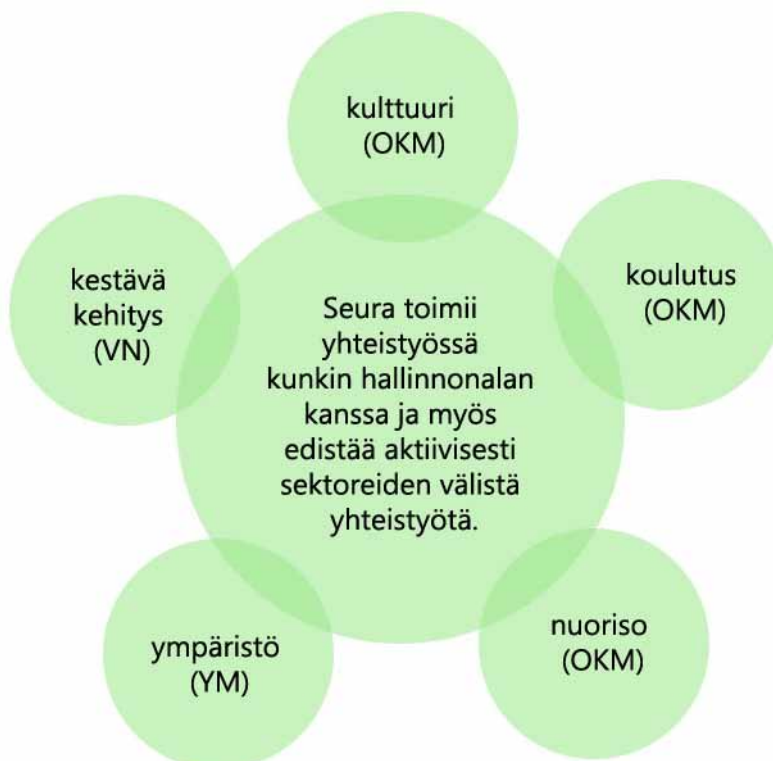 kulttuuri
(OKM)
kestävä
kehitys
(VN)
koulutus
(OKM)
Seura toimii
yhteistyössä
kunkin hallinnonalan
kanssa ja myös
edistää aktiivisesti
sektoreiden välistä
yhteistyötä.
ympäristö
(YM)
nuoriso
(OKM)